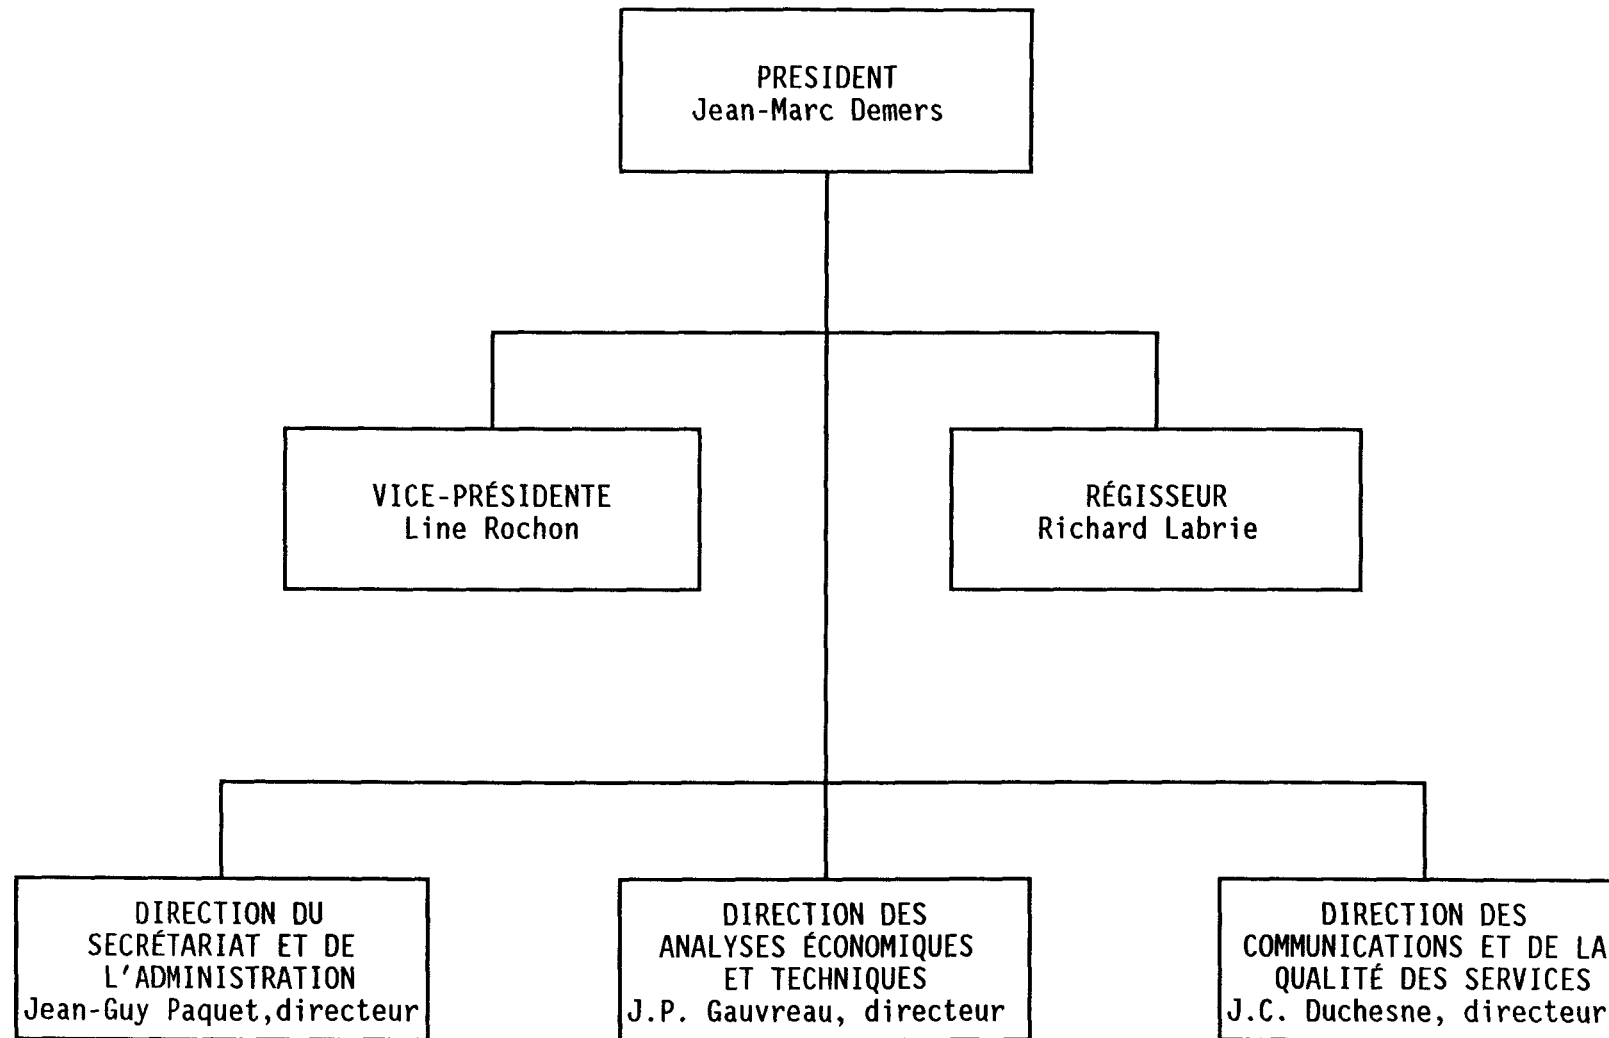 PRESIDENT
Jean-Marc Demers
VICE-PRÉSIDENTE
Line Rochon
RÉGISSEUR
Richard Labrie
DIRECTION DU
SECRÉTARIAT ET DE
L'ADMINISTRATION
Jean-Guy Paquet,directeur
DIRECTION DES
ANALYSES ÉCONOMIQUES
ET TECHNIQUES
J.P. Gauvreau, directeur
DIRECTION DES
COMMUNICATIONS ET DE LA
QUALITÉ DES SERVICES
J.C. Duchesne, directeur